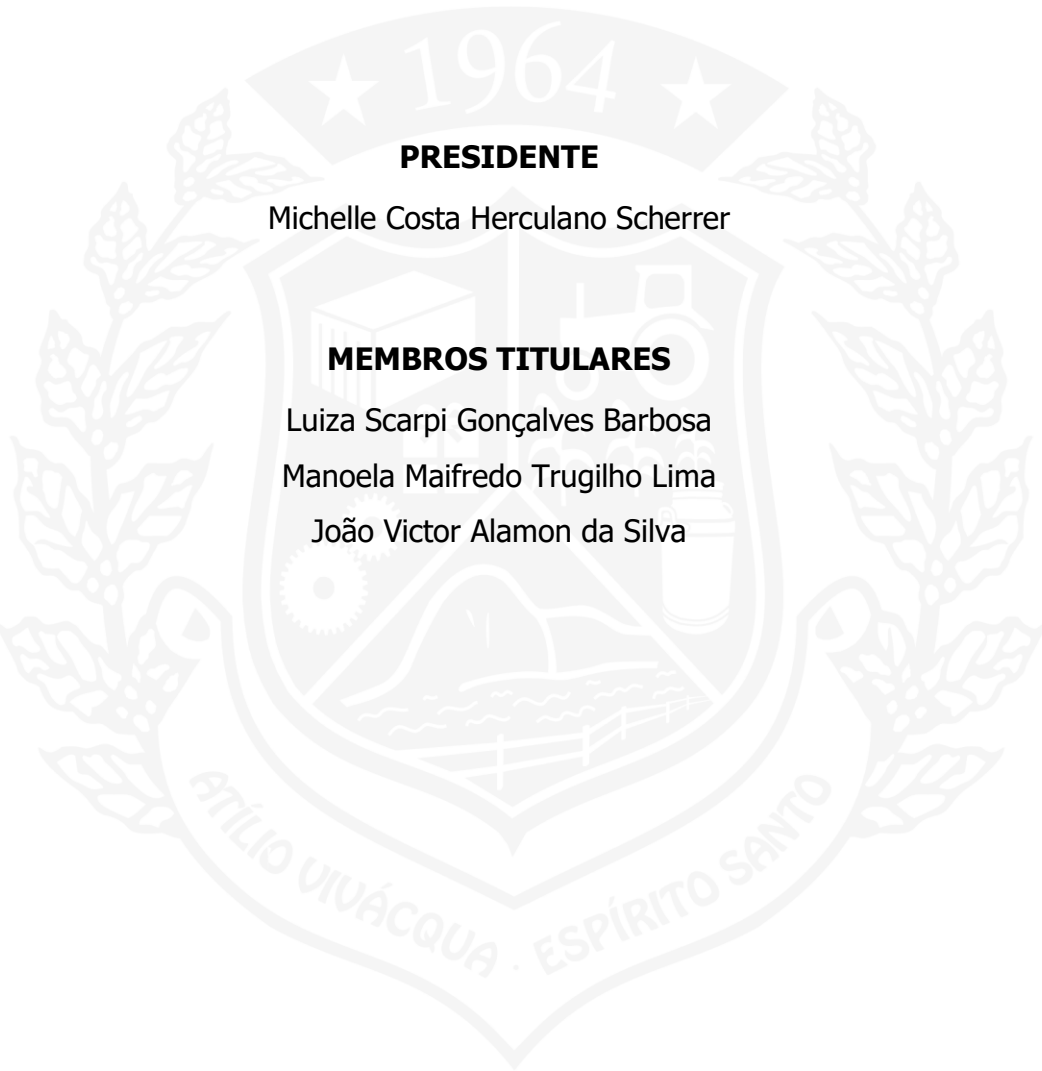 ★ 1964 ★
PRESIDENTE
Michelle Costa Herculano Scherrer
MEMBROS TITULARES
Luiza Scarpi Gonçalves Barbosa
Manoela Maifredo Trugilho Lima
João Victor Alamon da Silva
ATÍLIO VIVÁCQUA · ESPÍRITO SANTO